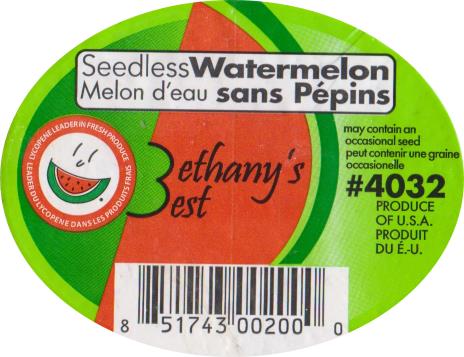 Seedless Watermelon
Melon d'eau sans Pépins
may contain an
occasional seed
peut contenir une graine
occasionelle
#4032
PRODUCE
OF U.S.A.
PRODUIT
DU É.-U.
LYCOPENE LEADER IN FRESH PRODUCE
LEADER DU LYCOPENE DANS LES PRODUITS FRAIS
Bethany's
Best
8 51743 00200 0